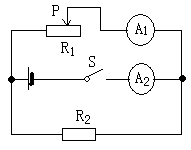 P A₁
R₁
S A₂
R₂